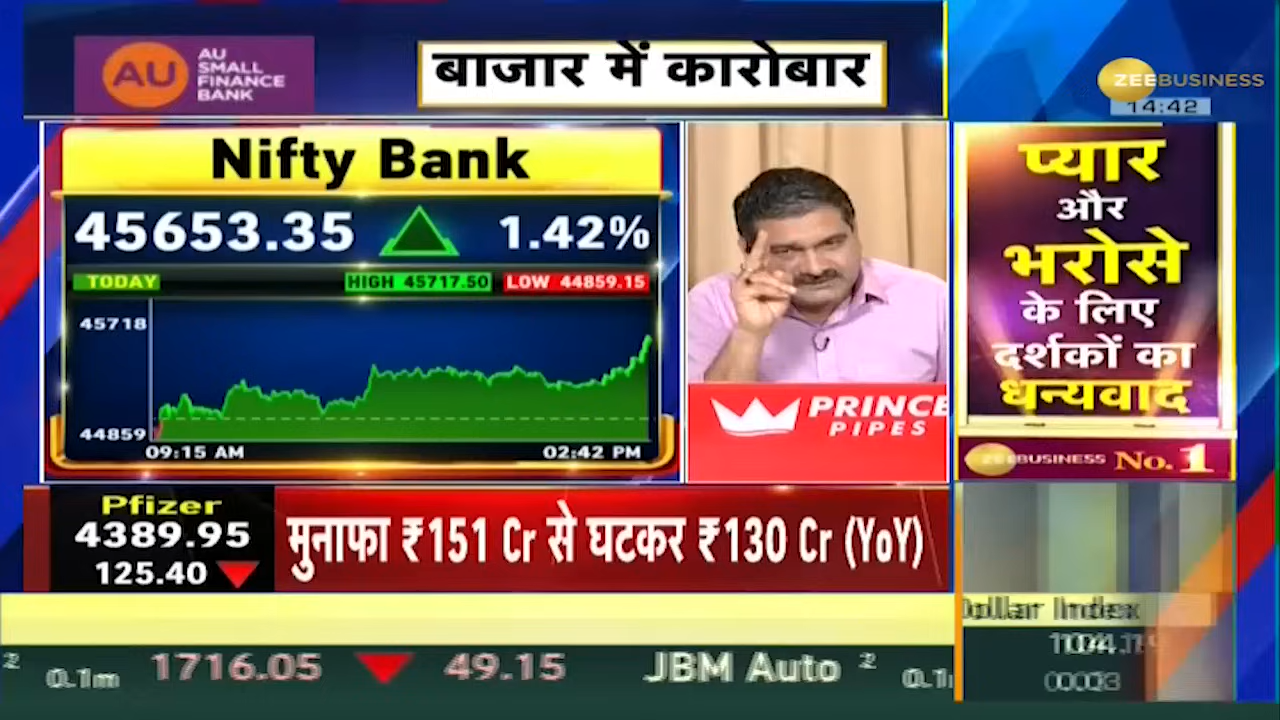 AU
AU
SMALL
FINANCE
BANK
बाजार में कारोबार
ZEEBUSINESS
14:42
Nifty Bank
45653.35 1.42%
TODAY HIGH 45717.50 LOW 44859.15
45718
44859
09:15 AM 02:42 PM
PRINCE
PIPES
प्यार
और
भरोसे
के लिए
दर्शकों का
धन्यवाद
ZEEBUSINESS No. 1
Pfizer
4389.95
125.40
मुनाफा ₹151 Cr से घटकर ₹130 Cr (YoY)
Dollar Index
2 0.1m 1716.05 49.15 JBM Auto 2